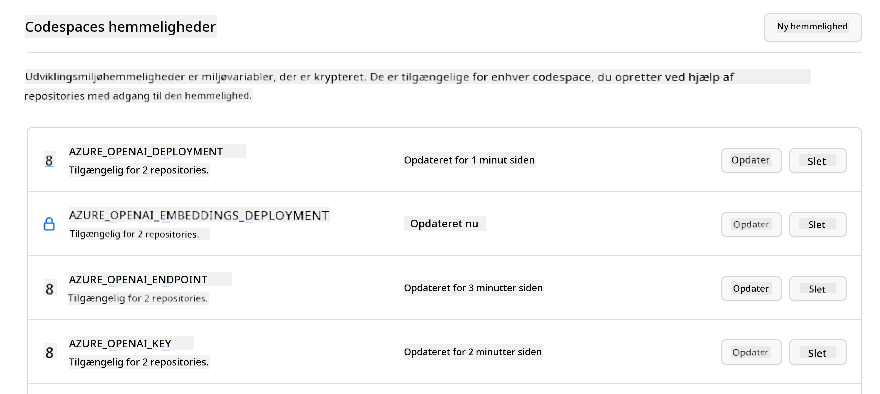 Codespaces hemmeligheder
Ny hemmelighed
Udviklingsmiljøhemmeligheder er miljøvariabler, der er krypteret. De er tilgængelige for enhver codespace, du opretter ved hjælp af
repositories med adgang til den hemmelighed.
8 AZURE_OPENAI_DEPLOYMENT
Tilgængelig for 2 repositories.
Opdateret for 1 minut siden
Opdater
Slet
AZURE_OPENAI_EMBEDDINGS_DEPLOYMENT
Tilgængelig for 2 repositories.
Opdateret nu
Opdater
Slet
8 AZURE_OPENAI_ENDPOINT
Tilgængelig for 2 repositories.
Opdateret for 3 minutter siden
Opdater
Slet
8 AZURE_OPENAI_KEY
Tilgængelig for 2 repositories.
Opdateret for 2 minutter siden
Opdater
Slet